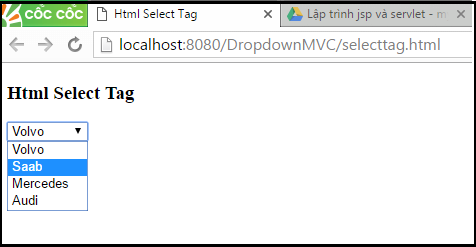 cốc cốc
Html Select Tag
Lập trình jsp và servlet - m
localhost:8080/DropdownMVC/selecttag.html
Html Select Tag
Volvo
Volvo
Saab
Mercedes
Audi